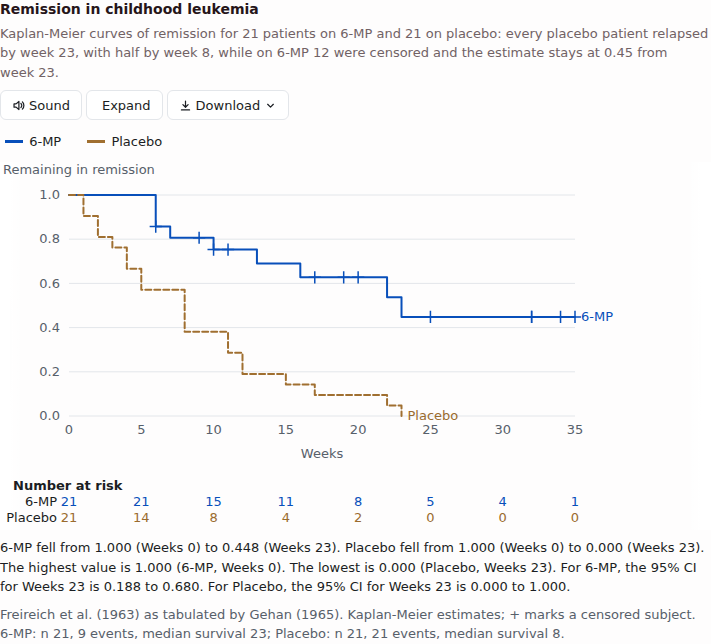 Remission in childhood leukemia
Kaplan-Meier curves of remission for 21 patients on 6-MP and 21 on placebo: every placebo patient relapsed
by week 23, with half by week 8, while on 6-MP 12 were censored and the estimate stays at 0.45 from
week 23.
Sound Expand Download
6-MP Placebo
Remaining in remission
1.0
0.8
0.6
0.4
0.2
0.0
6-MP
Placebo
0 5 10 15 20 25 30 35
Weeks
Number at risk
6-MP 21 21 15 11 8 5 4 1
Placebo 21 14 8 4 2 0 0 0
6-MP fell from 1.000 (Weeks 0) to 0.448 (Weeks 23). Placebo fell from 1.000 (Weeks 0) to 0.000 (Weeks 23).
The highest value is 1.000 (6-MP, Weeks 0). The lowest is 0.000 (Placebo, Weeks 23). For 6-MP, the 95% CI
for Weeks 23 is 0.188 to 0.680. For Placebo, the 95% CI for Weeks 23 is 0.000 to 1.000.
Freireich et al. (1963) as tabulated by Gehan (1965). Kaplan-Meier estimates; + marks a censored subject.
6-MP: n 21, 9 events, median survival 23; Placebo: n 21, 21 events, median survival 8.